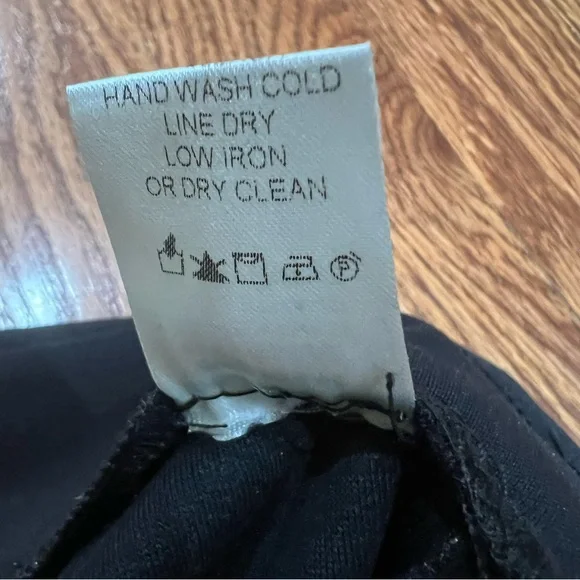 HAND WASH COLD
LINE DRY
LOW IRON
OR DRY CLEAN
P